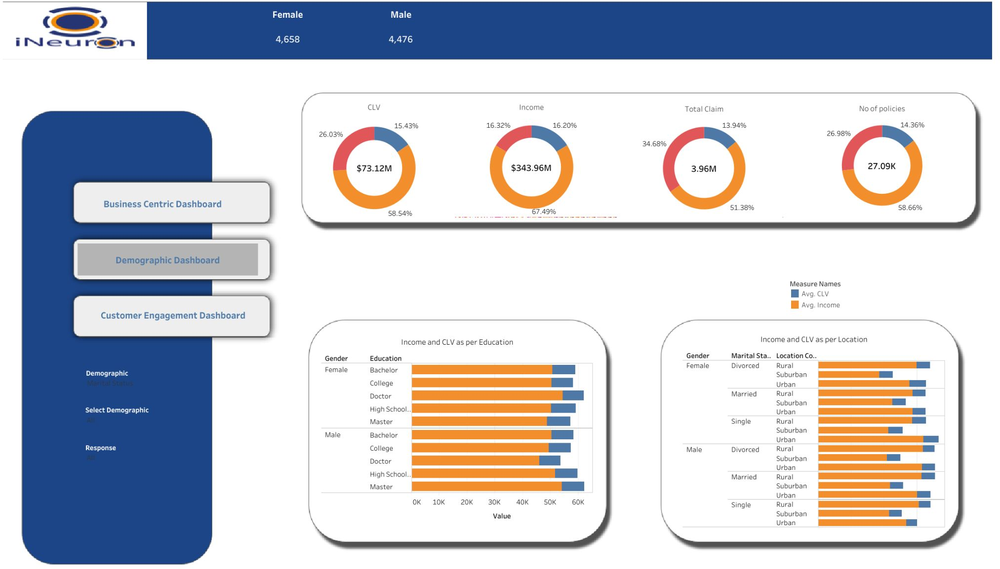 iNeuron
Female Male
4,658 4,476
CLV Income Total Claim No of policies
26.03% 15.43% 16.32% 16.20% 34.68% 13.94% 26.98% 14.36%
$73.12M $343.96M 3.96M 27.09K
58.54% 67.49% 51.38% 58.66%
Business Centric Dashboard
Demographic Dashboard
Customer Engagement Dashboard
Demographic
Marital Status
Select Demographic
All
Response
All
Measure Names
Avg. CLV
Avg. Income
Income and CLV as per Education
Gender Education
Female Bachelor
College
Doctor
High School..
Master
Male Bachelor
College
Doctor
High School..
Master
0K 10K 20K 30K 40K 50K 60K
Value
Income and CLV as per Location
Gender Marital Sta.. Location Co..
Female Divorced Rural
Suburban
Urban
Married Rural
Suburban
Urban
Single Rural
Suburban
Urban
Male Divorced Rural
Suburban
Urban
Married Rural
Suburban
Urban
Single Rural
Suburban
Urban